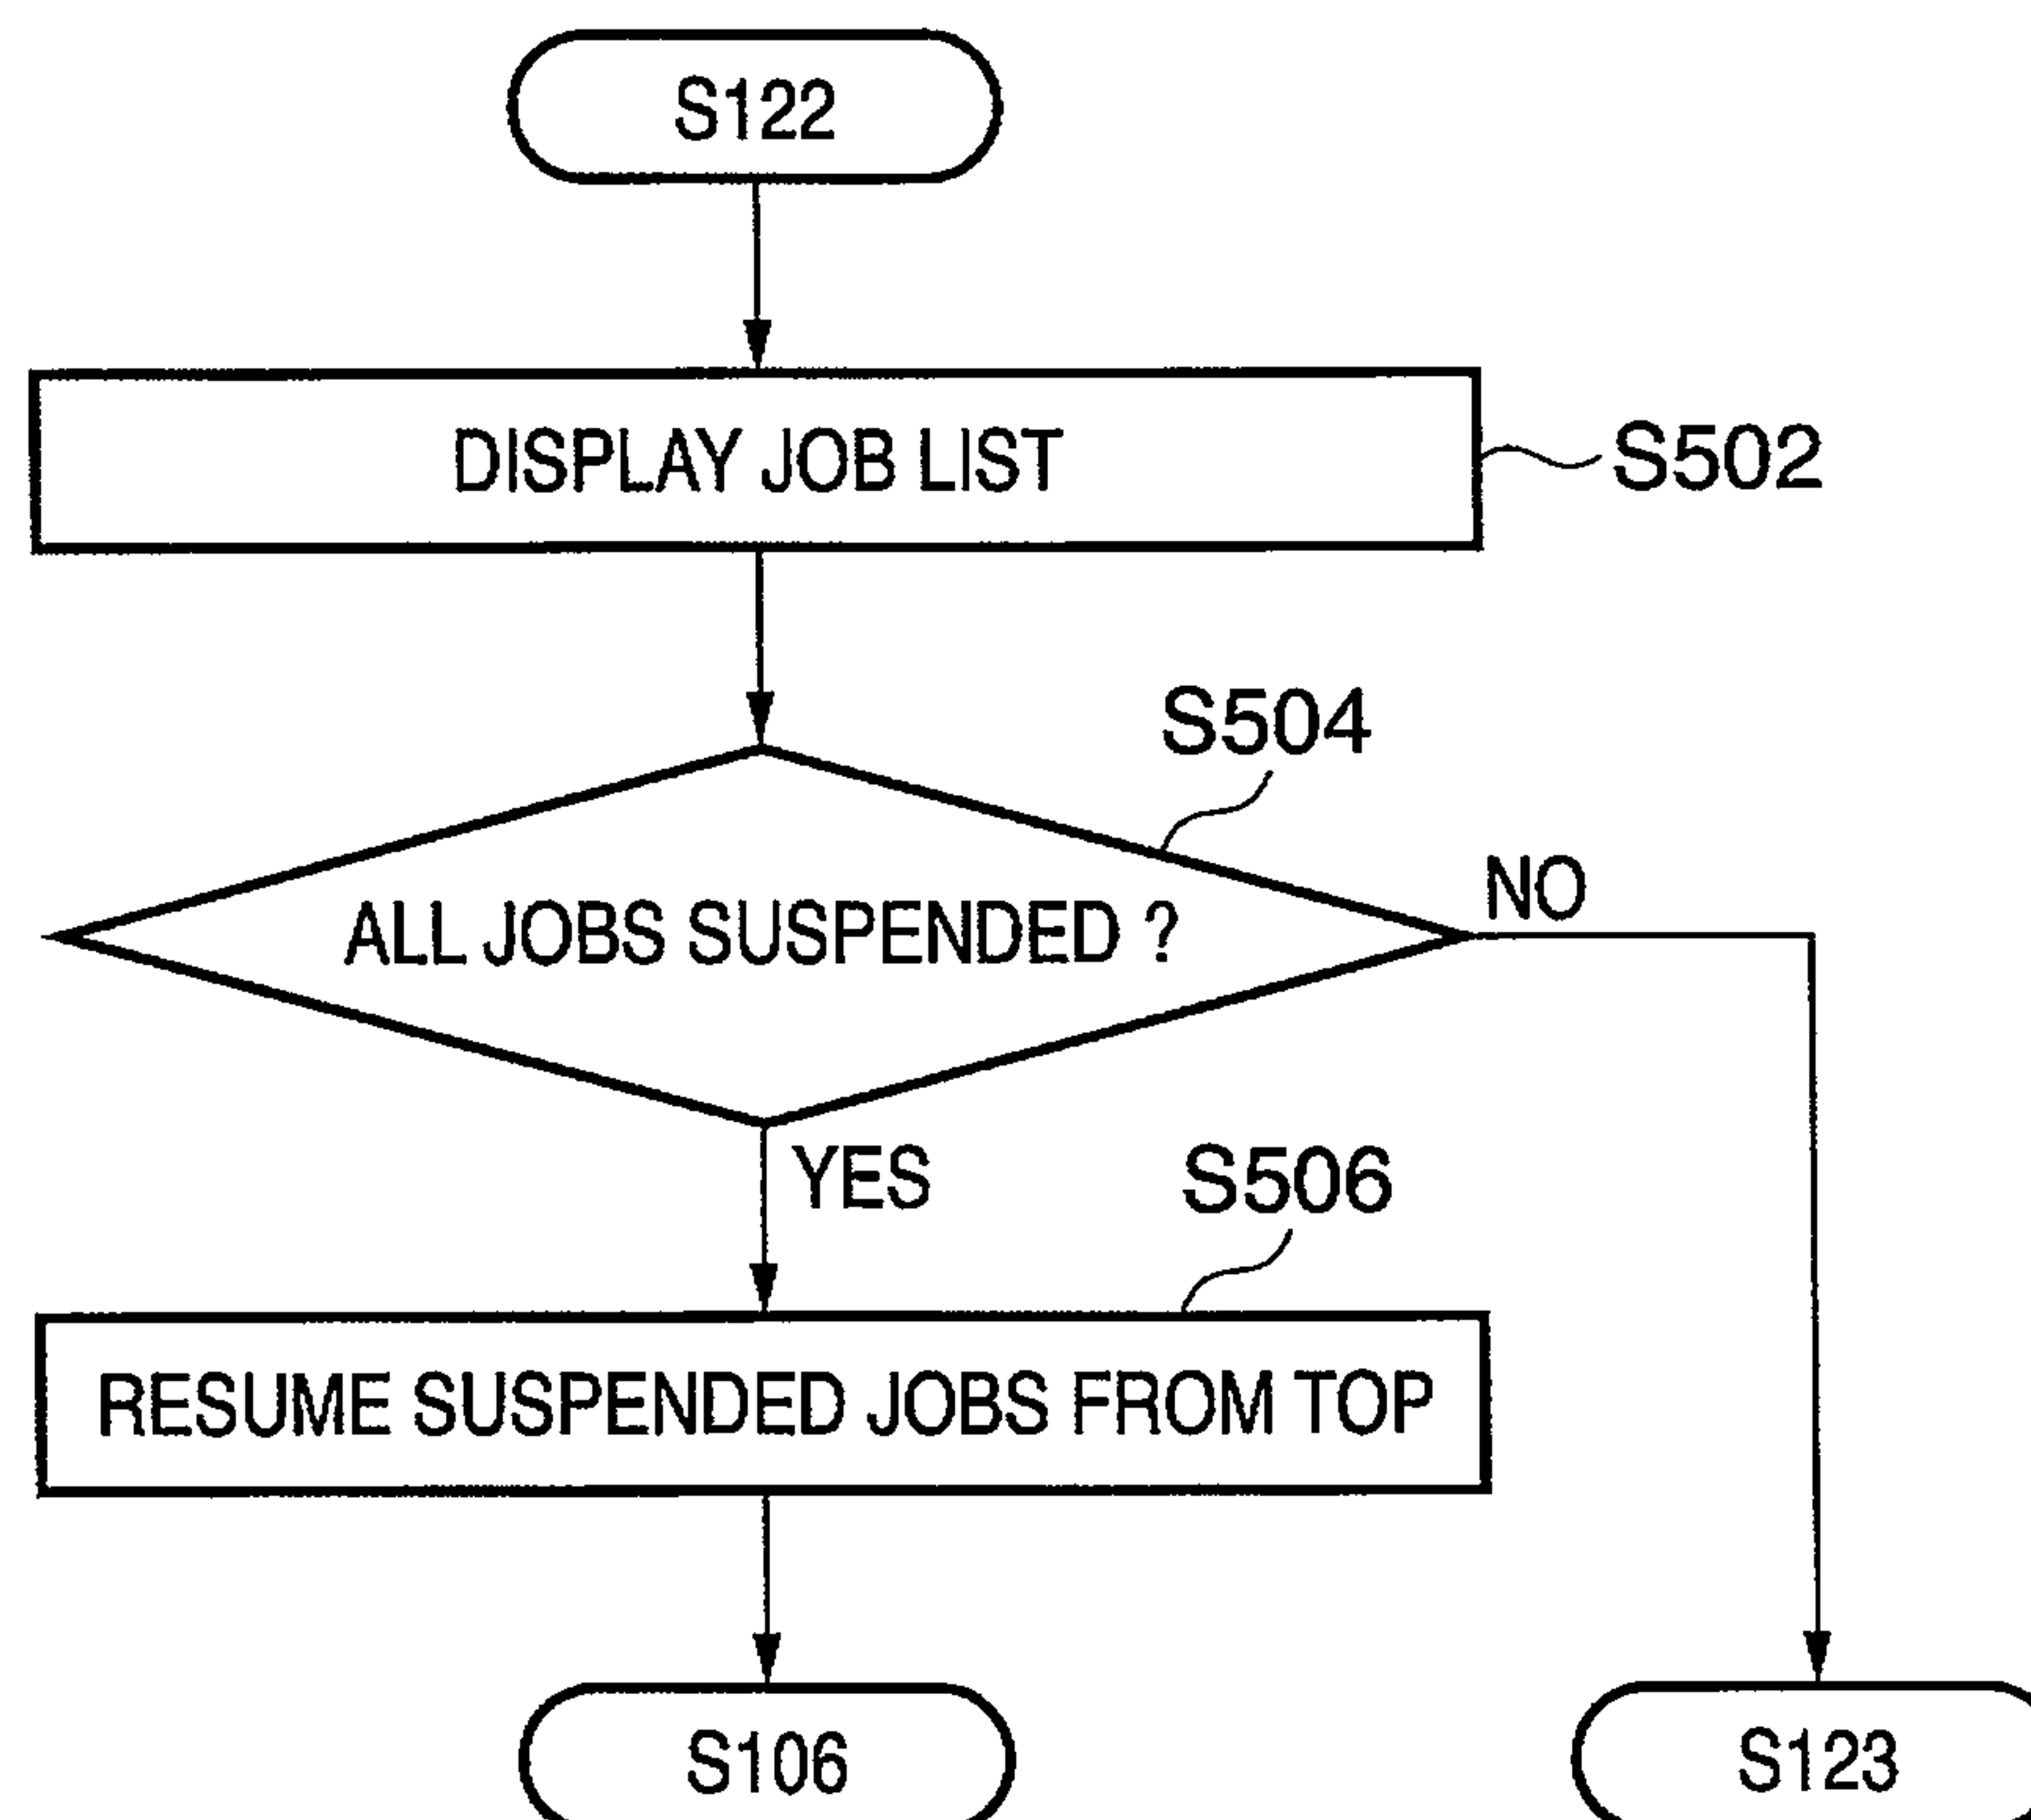 S122
DISPLAY JOB LIST
S502
S504
ALL JOBS SUSPENDED ?
NO
YES
S506
RESUME SUSPENDED JOBS FROM TOP
S106
S123